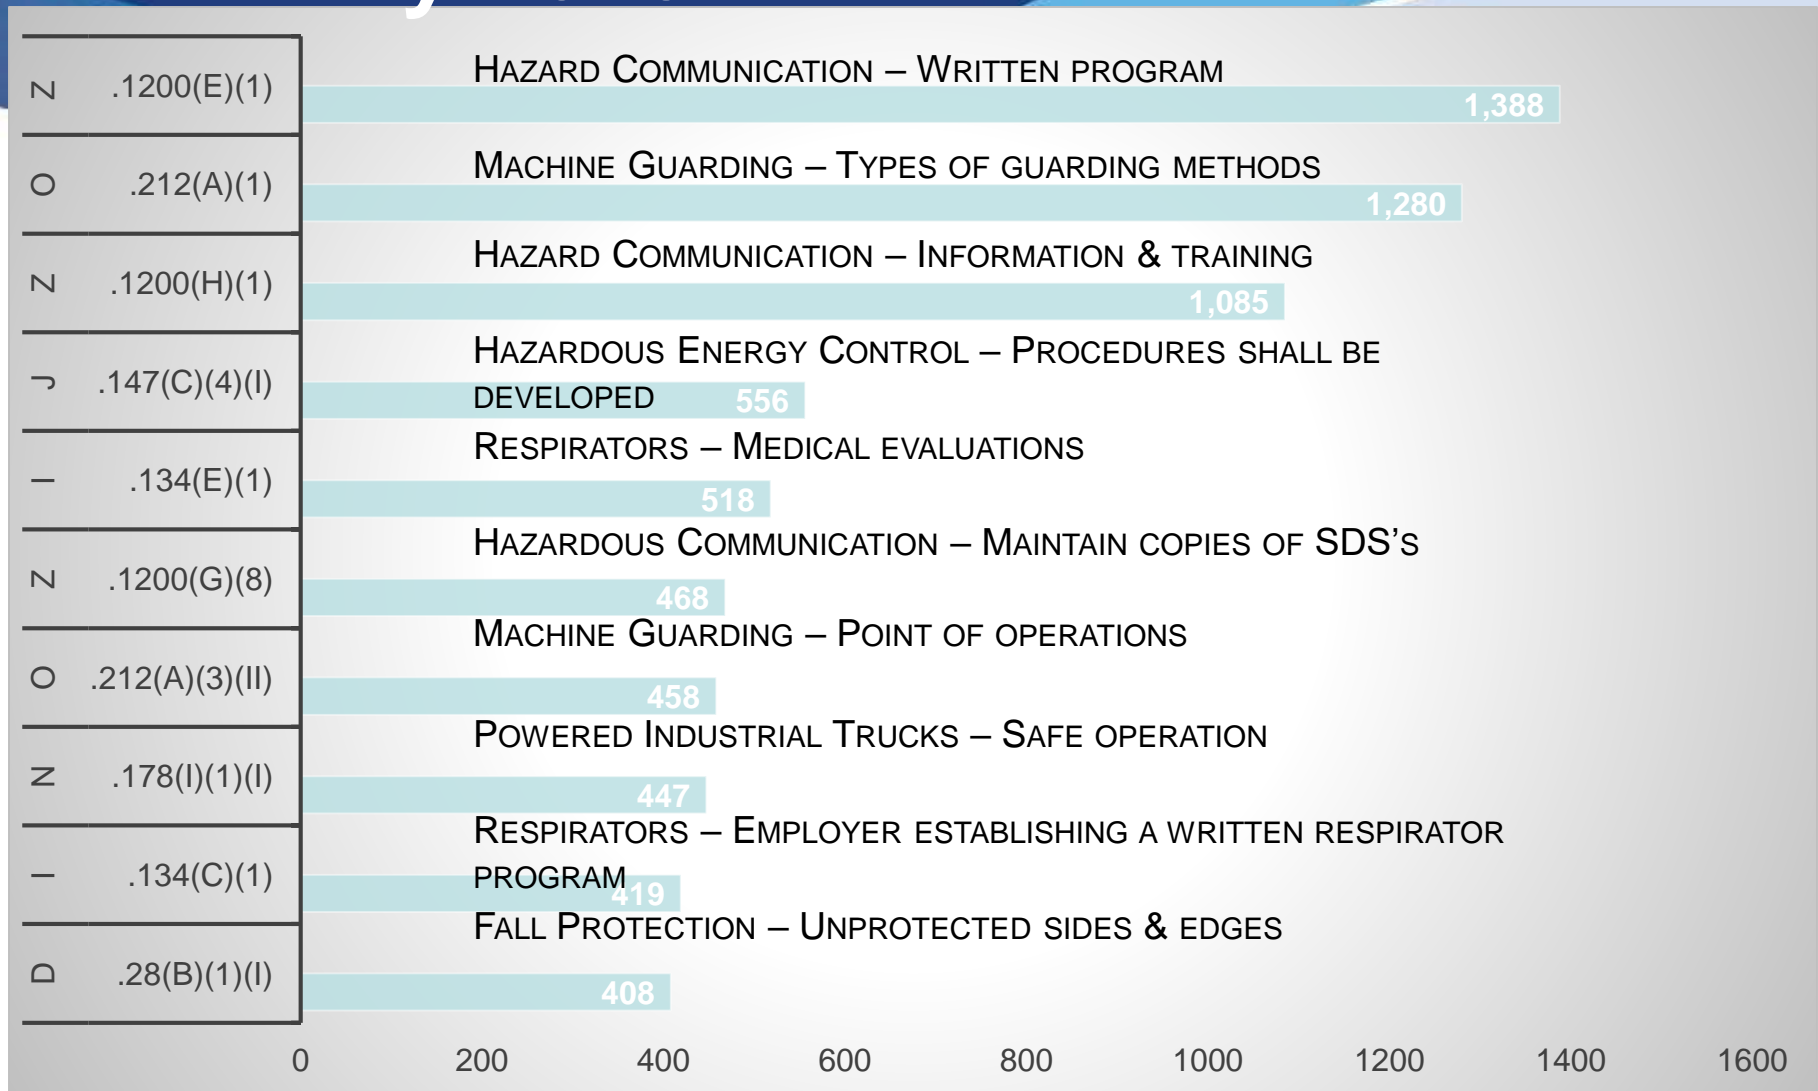 HAZARD COMMUNICATION – WRITTEN PROGRAM
Z .1200(E)(1) 1,388
MACHINE GUARDING – TYPES OF GUARDING METHODS
O .212(A)(1) 1,280
HAZARD COMMUNICATION – INFORMATION & TRAINING
Z .1200(H)(1) 1,085
HAZARDOUS ENERGY CONTROL – PROCEDURES SHALL BE
DEVELOPED
J .147(C)(4)(I) 556
RESPIRATORS – MEDICAL EVALUATIONS
I .134(E)(1) 518
HAZARDOUS COMMUNICATION – MAINTAIN COPIES OF SDS’S
Z .1200(G)(8) 468
MACHINE GUARDING – POINT OF OPERATIONS
O .212(A)(3)(II) 458
POWERED INDUSTRIAL TRUCKS – SAFE OPERATION
N .178(I)(1)(I) 447
RESPIRATORS – EMPLOYER ESTABLISHING A WRITTEN RESPIRATOR
PROGRAM
I .134(C)(1) 419
FALL PROTECTION – UNPROTECTED SIDES & EDGES
D .28(B)(1)(I) 408
0 200 400 600 800 1000 1200 1400 1600